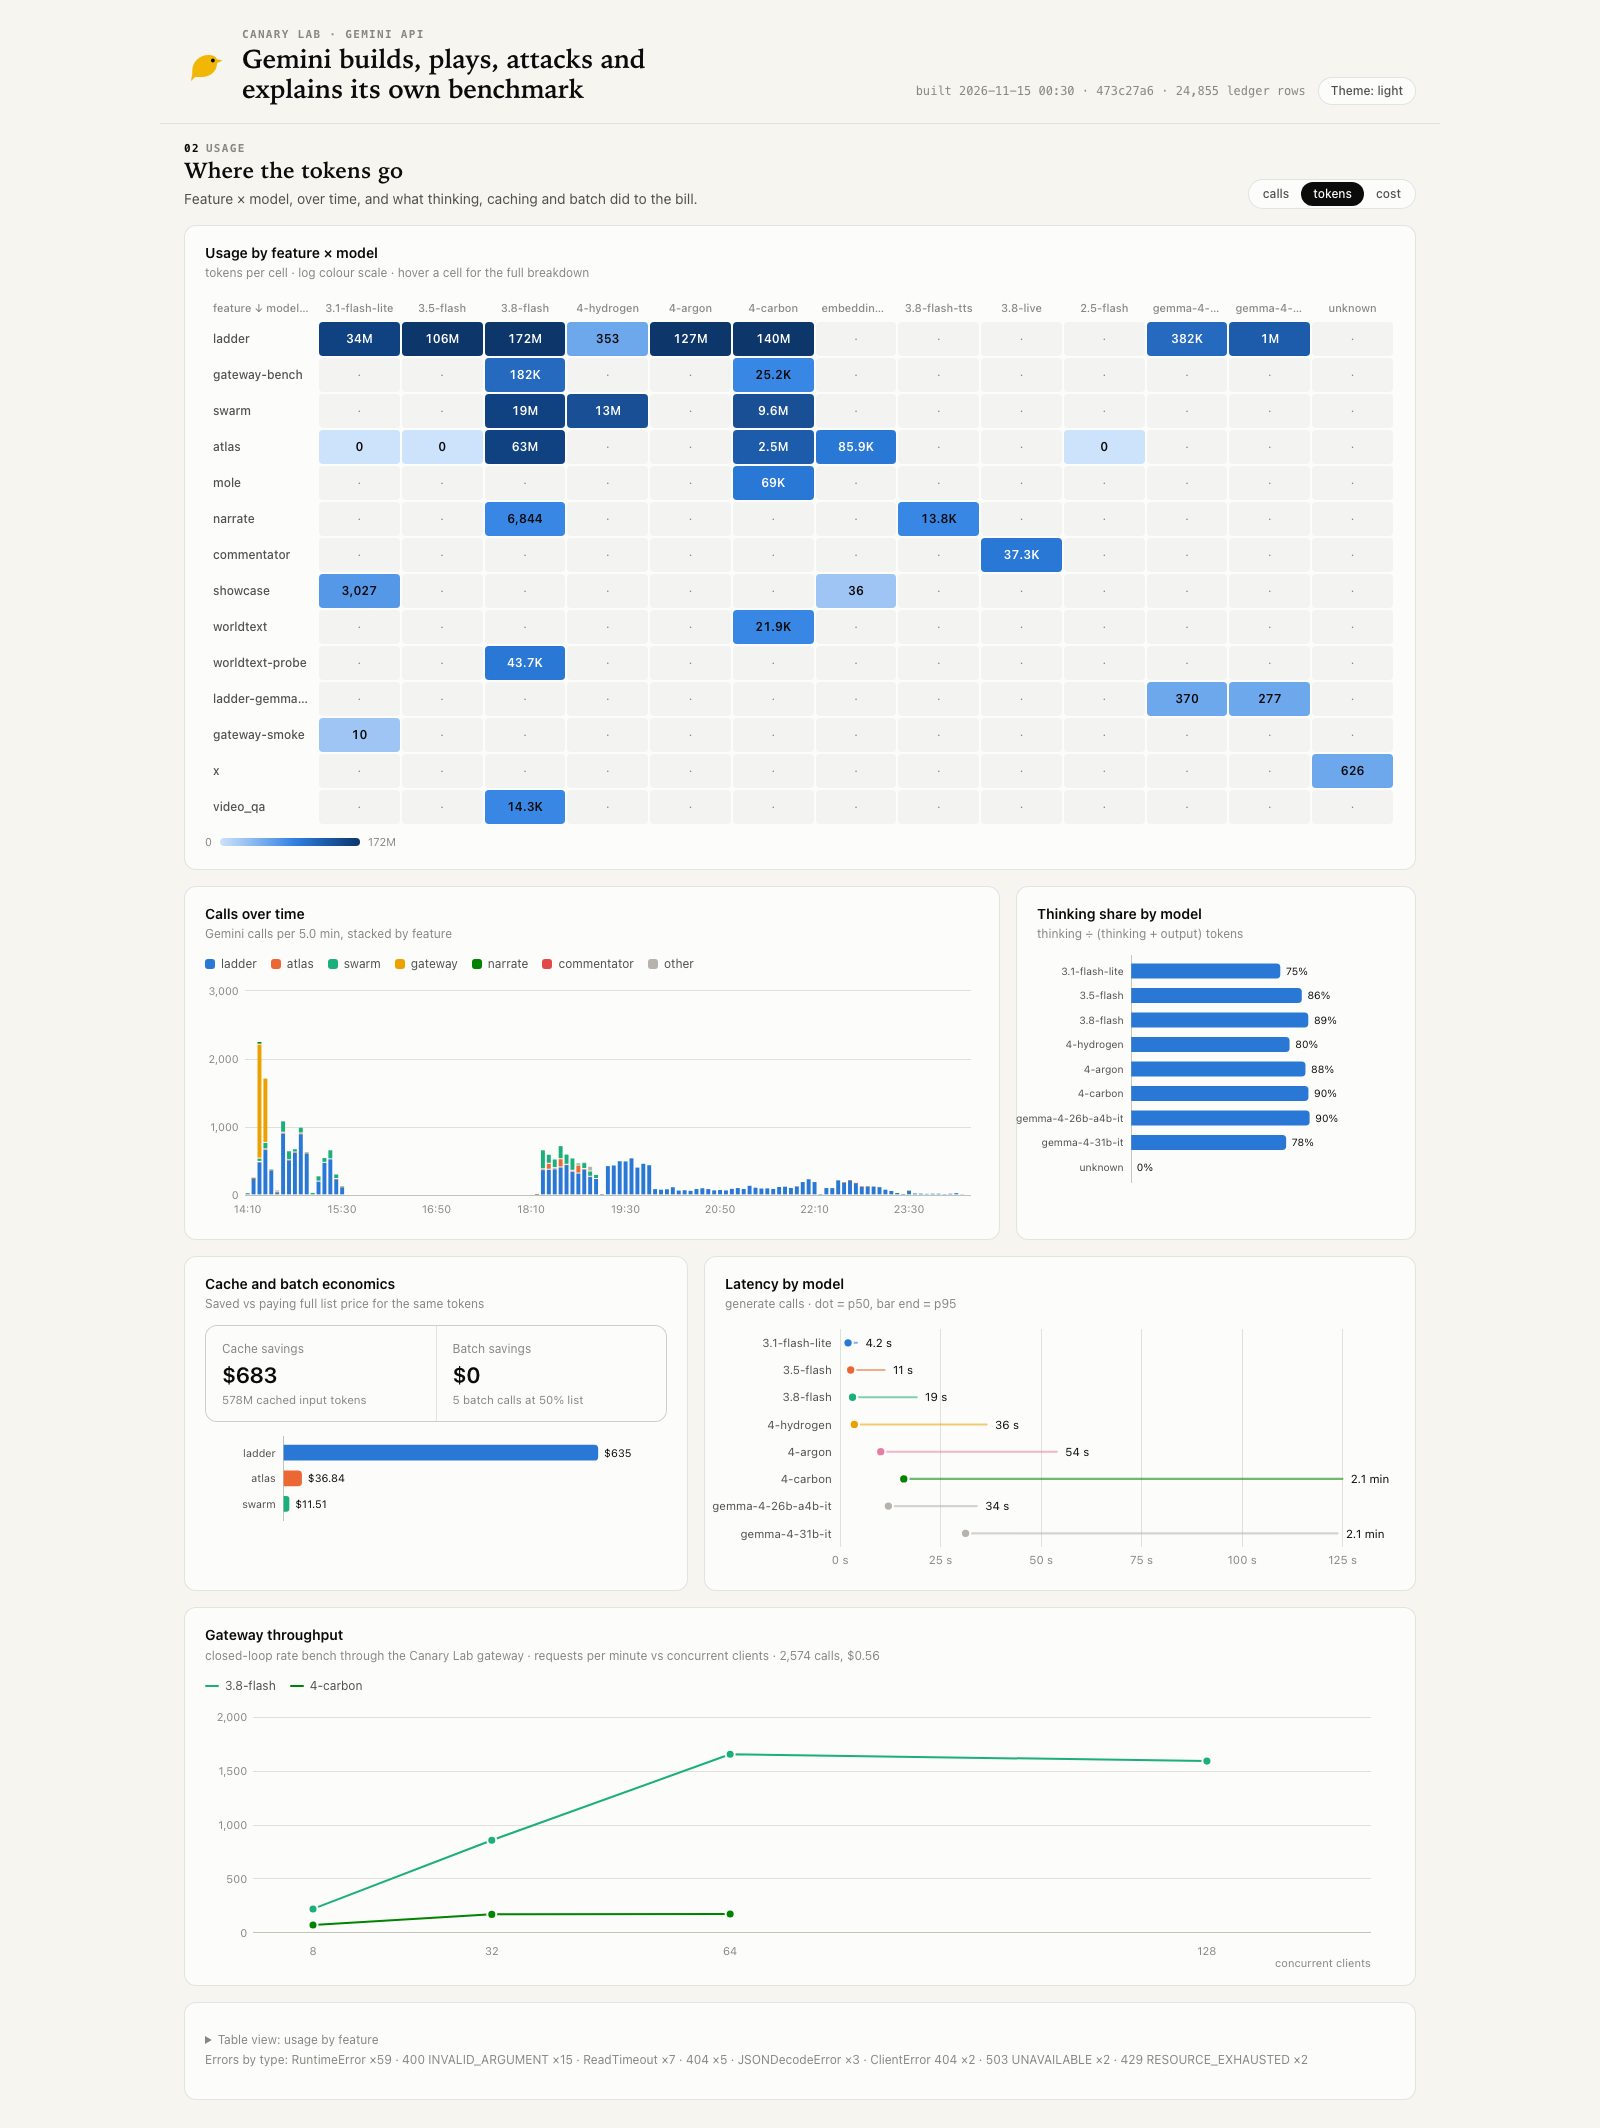 CANARY LAB · GEMINI API
Gemini builds, plays, attacks and
explains its own benchmark
built 2026-11-15 00:30 · 473c27a6 · 24,855 ledger rows
Theme: light
02 USAGE
Where the tokens go
Feature × model, over time, and what thinking, caching and batch did to the bill.
calls tokens cost
Usage by feature × model
tokens per cell · log colour scale · hover a cell for the full breakdown
feature ↓ model... 3.1-flash-lite 3.5-flash 3.8-flash 4-hydrogen 4-argon 4-carbon embeddin... 3.8-flash-tts 3.8-live 2.5-flash gemma-4-... gemma-4-... unknown
ladder 34M 106M 172M 353 127M 140M · · · · 382K 1M ·
gateway-bench · · 182K · · 25.2K · · · · · · ·
swarm · · 19M 13M · 9.6M · · · · · · ·
atlas 0 0 63M · · 2.5M 85.9K · · 0 · · ·
mole · · · · · 69K · · · · · · ·
narrate · · 6,844 · · · · 13.8K · · · · ·
commentator · · · · · · · · 37.3K · · · ·
showcase 3,027 · · · · · 36 · · · · · ·
worldtext · · · · · 21.9K · · · · · · ·
worldtext-probe · · 43.7K · · · · · · · · · ·
ladder-gemma... · · · · · · · · · · 370 277 ·
gateway-smoke 10 · · · · · · · · · · · ·
x · · · · · · · · · · · · 626
video_qa · · 14.3K · · · · · · · · · ·
0 172M
Calls over time
Gemini calls per 5.0 min, stacked by feature
ladder atlas swarm gateway narrate commentator other
3,000
2,000
1,000
0
14:10 15:30 16:50 18:10 19:30 20:50 22:10 23:30
Thinking share by model
thinking ÷ (thinking + output) tokens
3.1-flash-lite 75%
3.5-flash 86%
3.8-flash 89%
4-hydrogen 80%
4-argon 88%
4-carbon 90%
gemma-4-26b-a4b-it 90%
gemma-4-31b-it 78%
unknown 0%
Cache and batch economics
Saved vs paying full list price for the same tokens
Cache savings
$683
578M cached input tokens
Batch savings
$0
5 batch calls at 50% list
ladder $635
atlas $36.84
swarm $11.51
Latency by model
generate calls · dot = p50, bar end = p95
3.1-flash-lite 4.2 s
3.5-flash 11 s
3.8-flash 19 s
4-hydrogen 36 s
4-argon 54 s
4-carbon 2.1 min
gemma-4-26b-a4b-it 34 s
gemma-4-31b-it 2.1 min
0 s 25 s 50 s 75 s 100 s 125 s
Gateway throughput
closed-loop rate bench through the Canary Lab gateway · requests per minute vs concurrent clients · 2,574 calls, $0.56
3.8-flash 4-carbon
2,000
1,500
1,000
500
0
8 32 64 128
concurrent clients
▶ Table view: usage by feature
Errors by type: RuntimeError ×59 · 400 INVALID_ARGUMENT ×15 · ReadTimeout ×7 · 404 ×5 · JSONDecodeError ×3 · ClientError 404 ×2 · 503 UNAVAILABLE ×2 · 429 RESOURCE_EXHAUSTED ×2